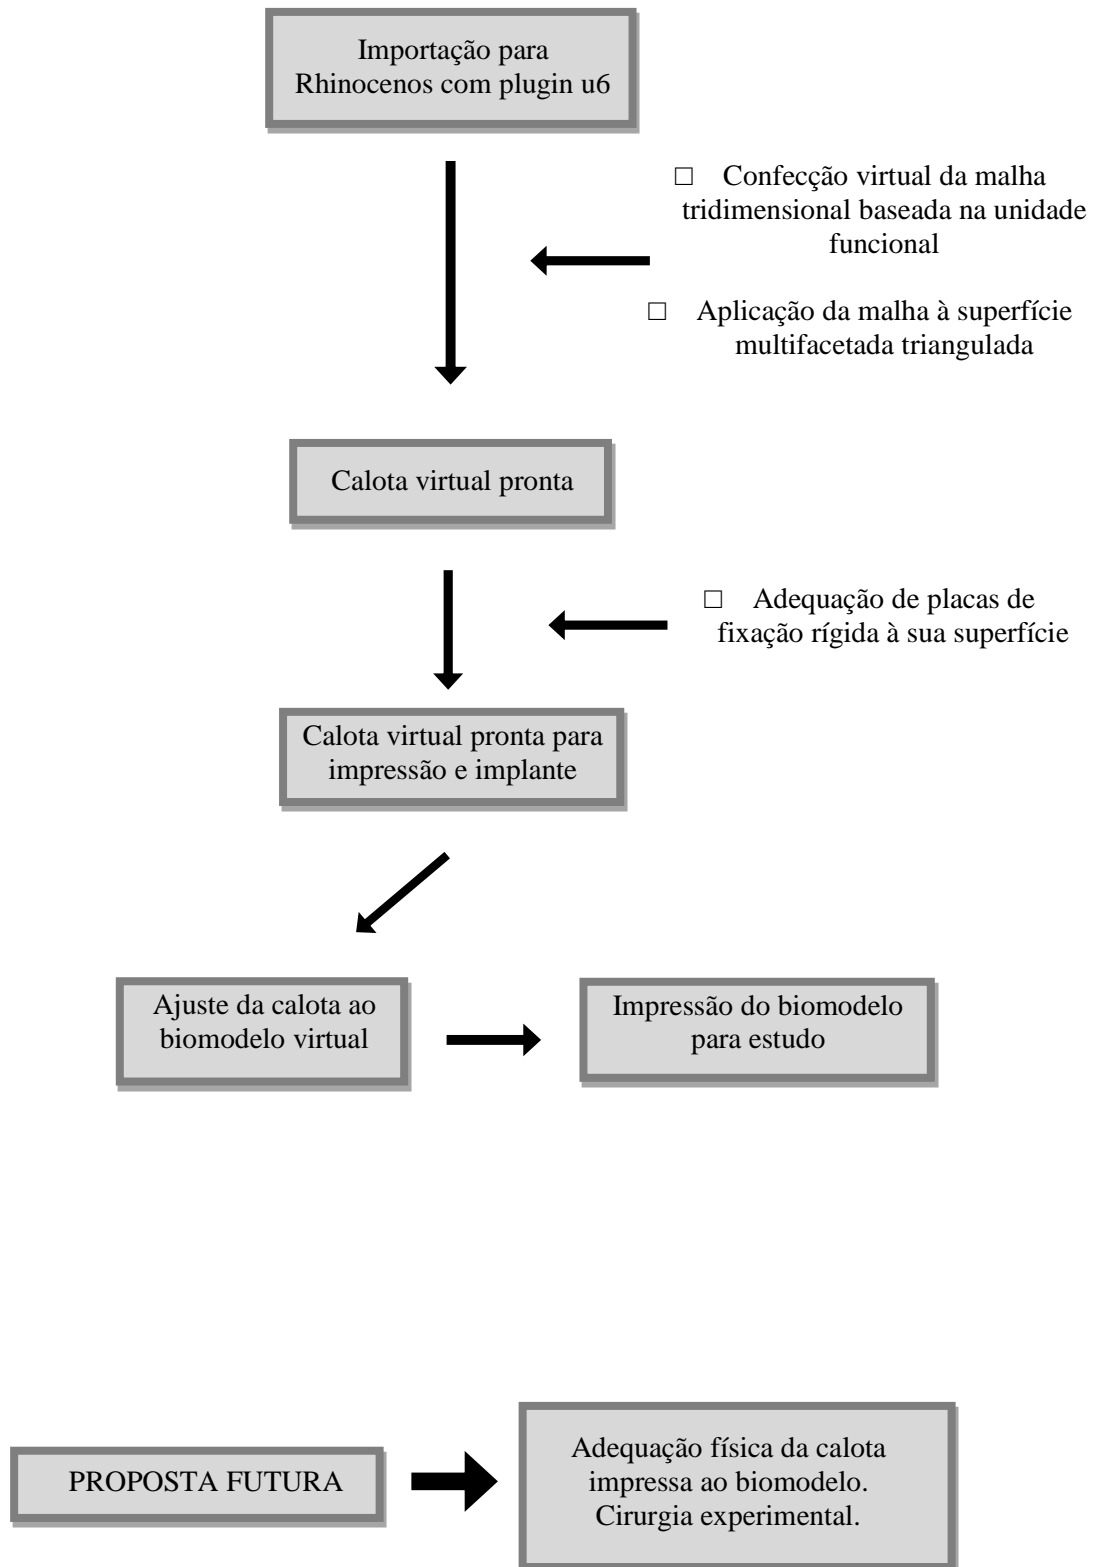 Importação para
Rhinocenos com plugin u6
□ Confecção virtual da malha
tridimensional baseada na unidade
funcional
□ Aplicação da malha à superfície
multifacetada triangulada
Calota virtual pronta
□ Adequação de placas de
fixação rígida à sua superfície
Calota virtual pronta para
impressão e implante
Ajuste da calota ao
biomodelo virtual
Impressão do biomodelo
para estudo
PROPOSTA FUTURA
Adequação física da calota
impressa ao biomodelo.
Cirurgia experimental.